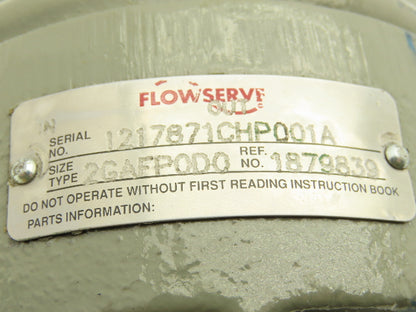 FLOWSERVE
OUT
SERIAL NO. 1217871CHP001A
SIZE TYPE 2GAFP0D0 REF. NO. 1879839
DO NOT OPERATE WITHOUT FIRST READING INSTRUCTION BOOK
PARTS INFORMATION: